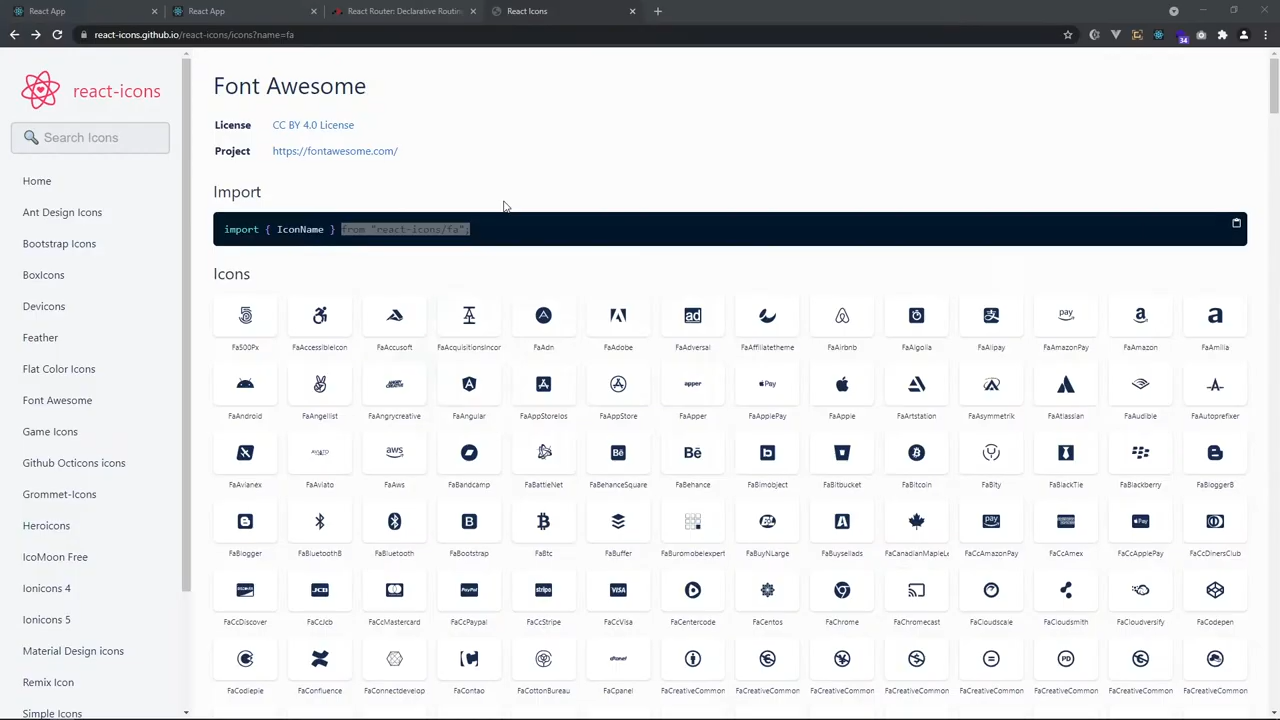 React App
React App
React Router: Declarative Routin
React Icons
react-icons.github.io/react-icons/icons?name=fa
34
react-icons
Search Icons
Home
Ant Design Icons
Bootstrap Icons
BoxIcons
Devicons
Feather
Flat Color Icons
Font Awesome
Game Icons
Github Octicons icons
Grommet-Icons
Heroicons
IcoMoon Free
Ionicons 4
Ionicons 5
Material Design icons
Remix Icon
Simple Icons
Font Awesome
License CC BY 4.0 License
Project https://fontawesome.com/
Import
import { IconName } from "react-icons/fa";
Icons
Fa500Px FaAccessibleIcon FaAccusoft FaAcquisitionsIncor FaAdn FaAdobe FaAdversal FaAffiliatetheme FaAirbnb FaAlgolia FaAlipay FaAmazonPay FaAmazon FaAmilia
FaAndroid FaAngellist FaAngrycreative FaAngular FaAppStoreIos FaAppStore FaApper FaApplePay FaApple FaArtstation FaAsymmetrik FaAtlassian FaAudible FaAutoprefixer
FaAvianex FaAviato FaAws FaBandcamp FaBattleNet FaBehanceSquare FaBehance FaBimobject FaBitbucket FaBitcoin FaBity FaBlackTie FaBlackberry FaBloggerB
FaBlogger FaBluetoothB FaBluetooth FaBootstrap FaBtc FaBuffer FaBuromobelexpert FaBuyNLarge FaBuysellads FaCanadianMapleLe FaCcAmazonPay FaCcAmex FaCcApplePay FaCcDinersClub
FaCcDiscover FaCcJcb FaCcMastercard FaCcPaypal FaCcStripe FaCcVisa FaCentercode FaCentos FaChrome FaChromecast FaCloudscale FaCloudsmith FaCloudversify FaCodepen
FaCodiepie FaConfluence FaConnectdevelop FaContao FaCottonBureau FaCpanel FaCreativeCommon FaCreativeCommon FaCreativeCommon FaCreativeCommon FaCreativeCommon FaCreativeCommon FaCreativeCommon FaCreativeCommon